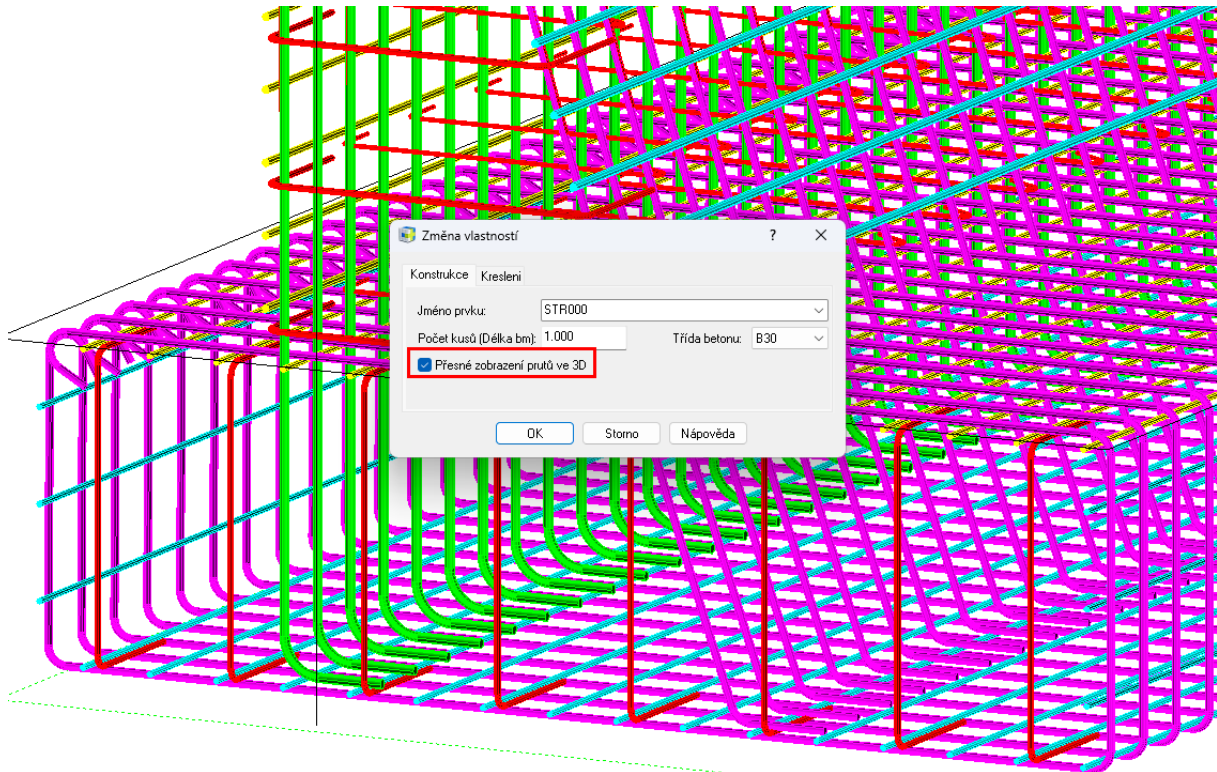 Změna vlastností
?
Konstrukce Kresleni
Jméno prvku: STR000
Počet kusů (Délka bm): 1.000 Třída betonu: B30
Přesné zobrazení prutů ve 3D
OK Storno Nápověda